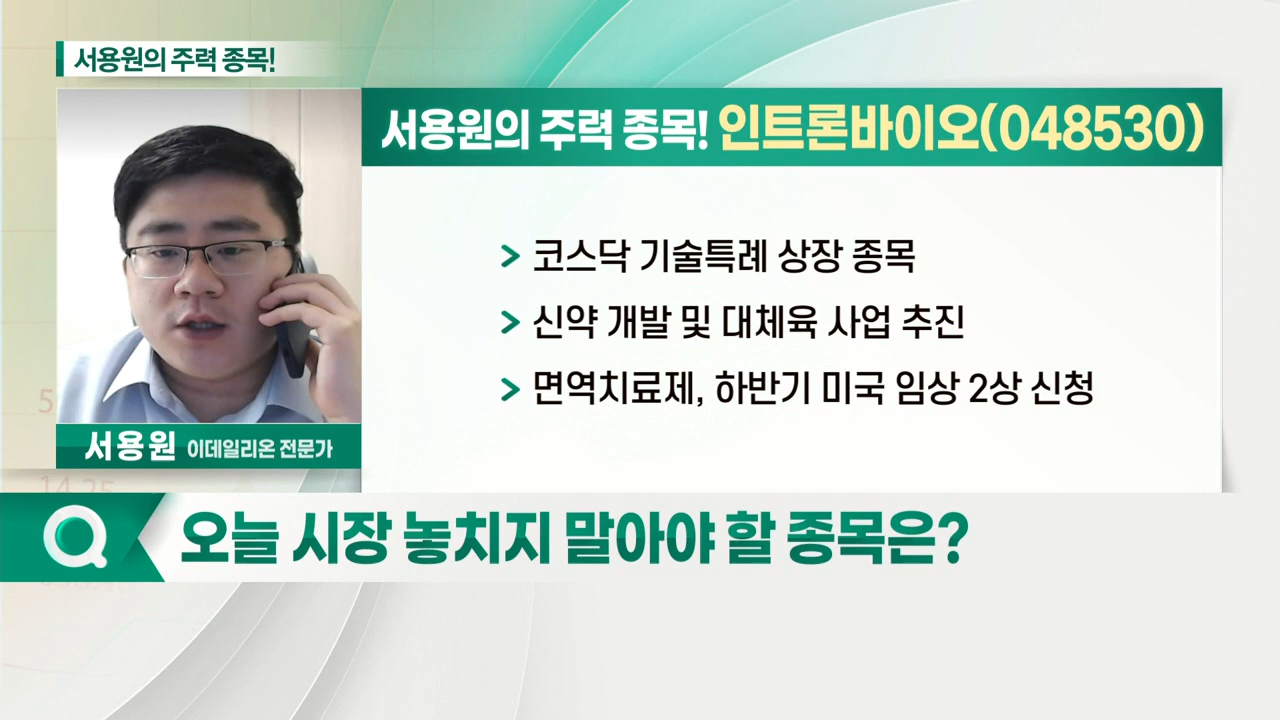 서용원의 주력 종목!
서용원의 주력 종목! 인트론바이오(048530)
> 코스닥 기술특례 상장 종목
> 신약 개발 및 대체육 사업 추진
> 면역치료제, 하반기 미국 임상 2상 신청
서용원 이데일리온 전문가
오늘 시장 놓치지 말아야 할 종목은?